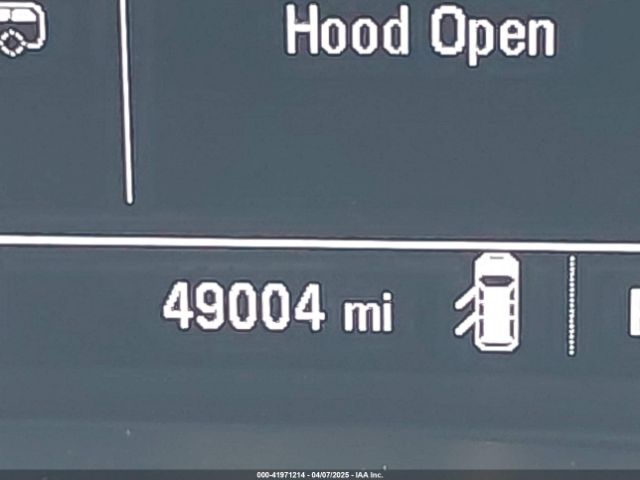 Hood Open
49004 mi
000-41971214 - 04/07/2025 - IAA Inc.